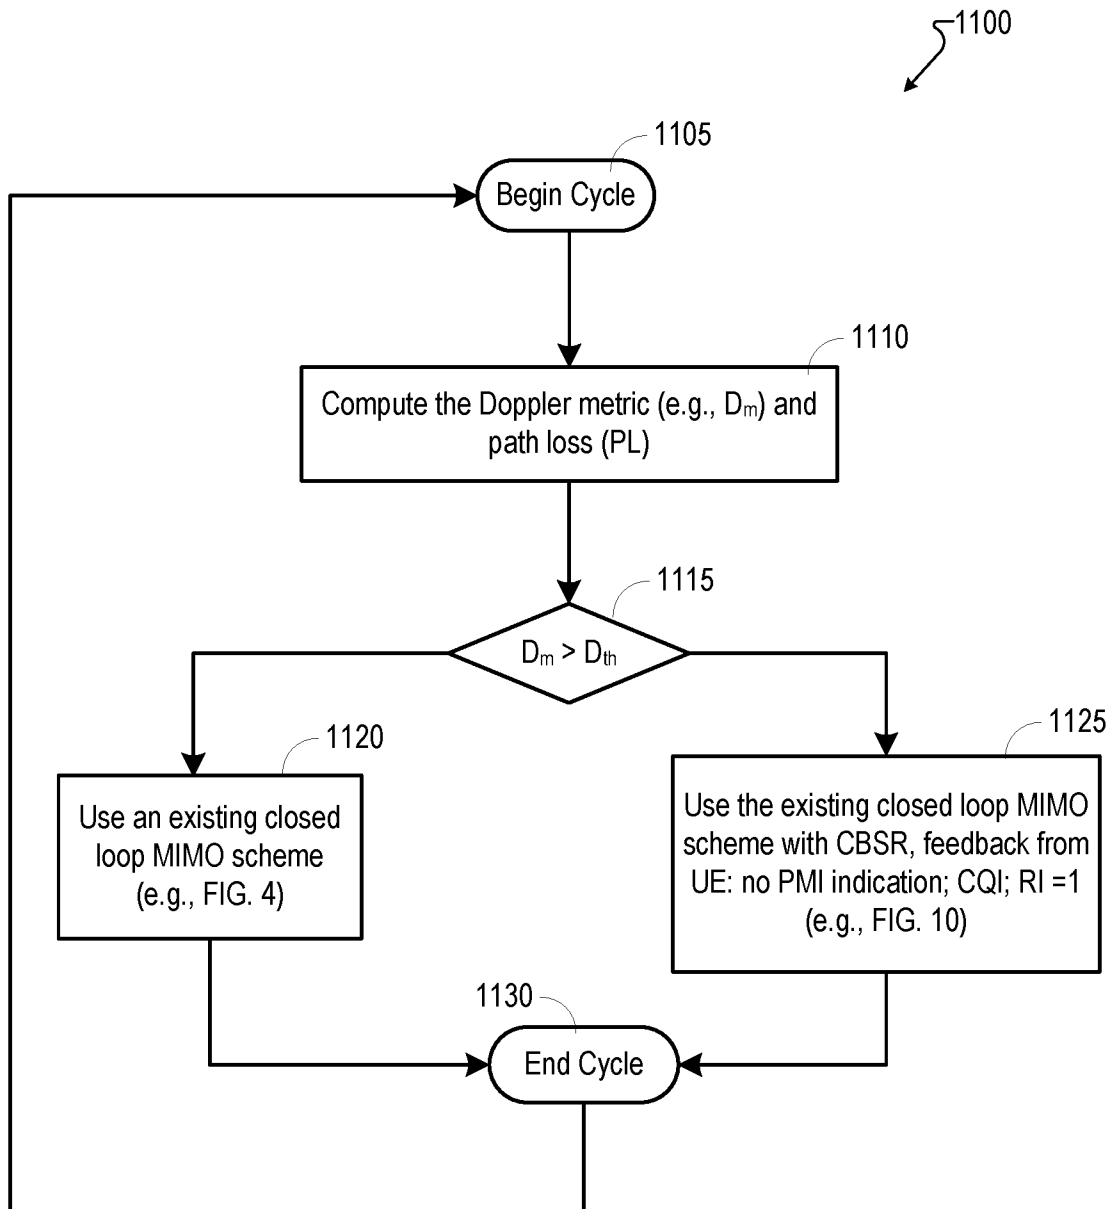 1100
1105
Begin Cycle
1110
Compute the Doppler metric (e.g., Dm) and
path loss (PL)
1115
Dm > Dth
1120
Use an existing closed
loop MIMO scheme
(e.g., FIG. 4)
1125
Use the existing closed loop MIMO
scheme with CBSR, feedback from
UE: no PMI indication; CQI; RI =1
(e.g., FIG. 10)
1130
End Cycle